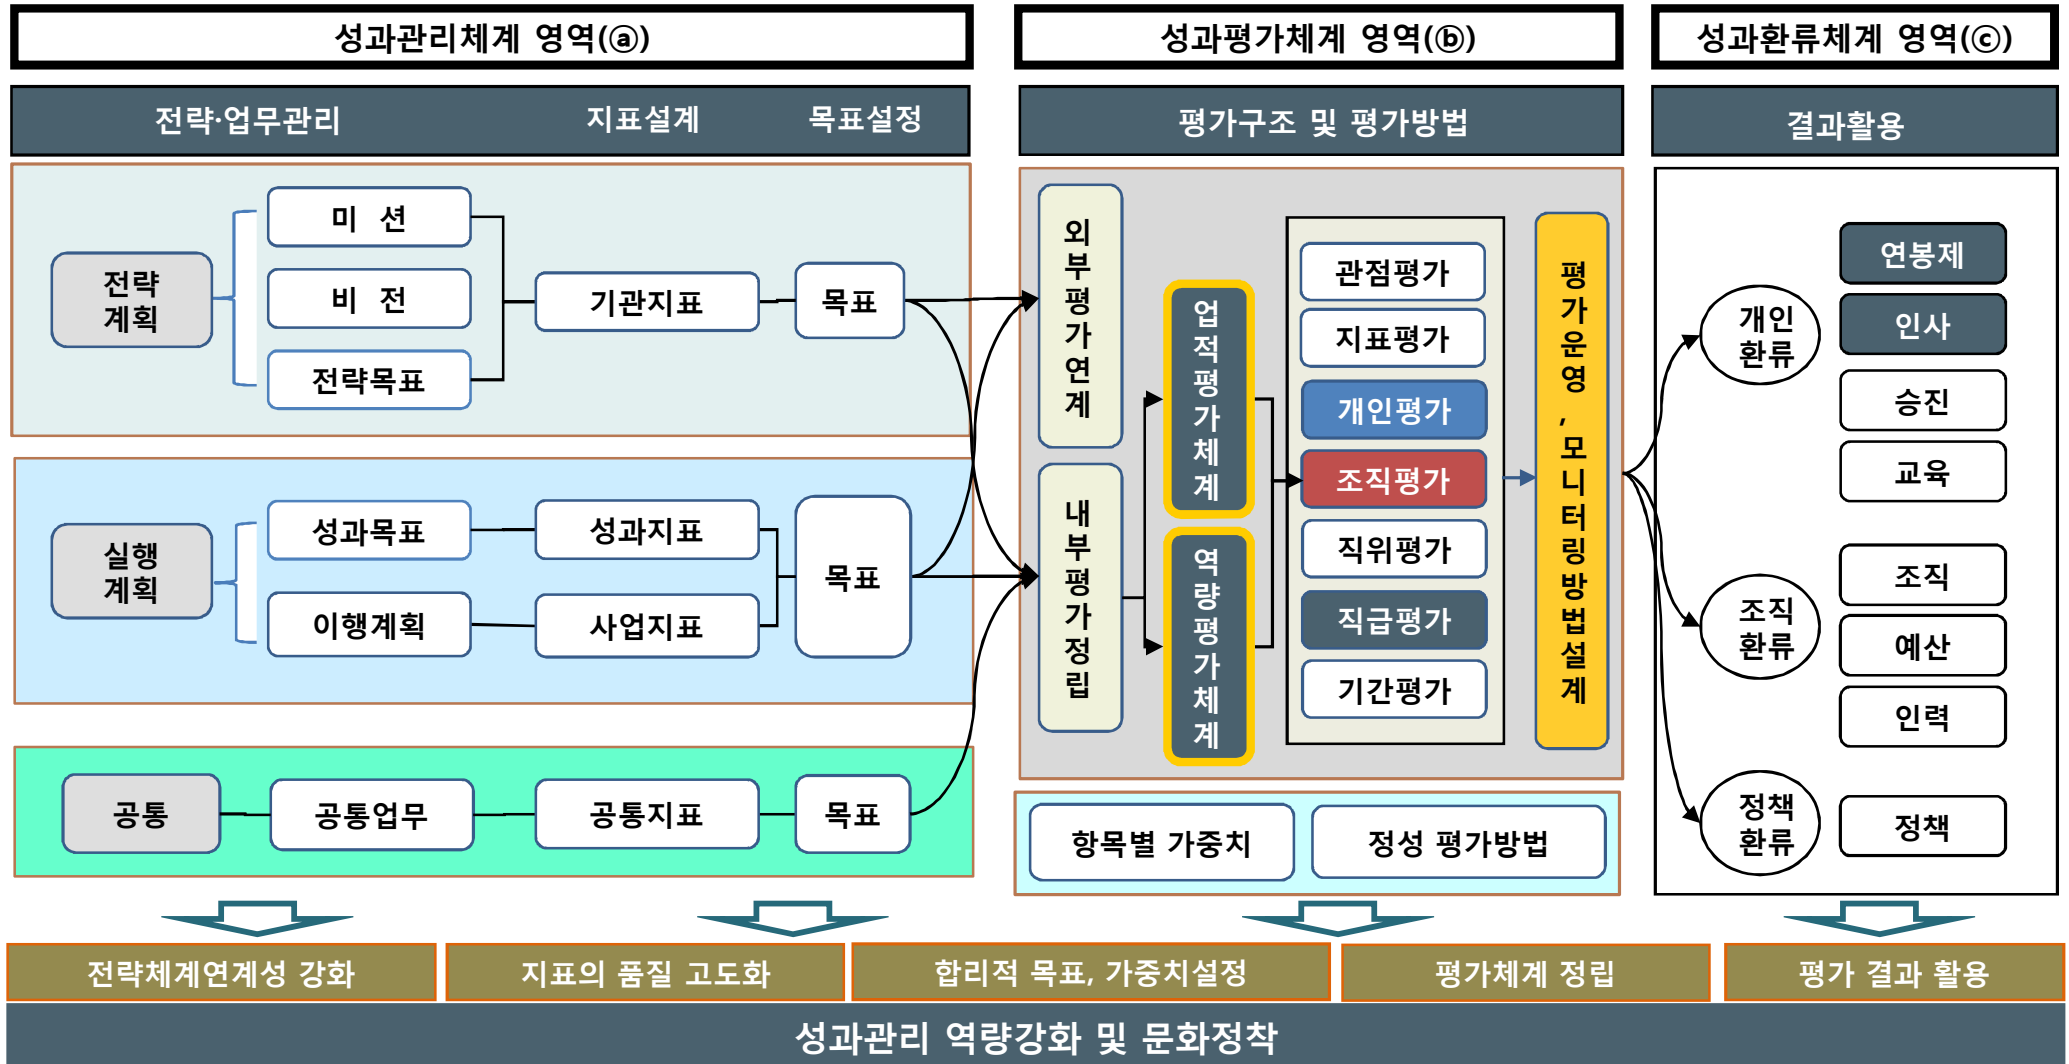 성과관리체계 영역(ⓐ)
성과평가체계 영역(ⓑ)
성과환류체계 영역(ⓒ)
전략·업무관리
지표설계
목표설정
평가구조 및 평가방법
결과활용
전략
계획
미 션
비 전
전략목표
기관지표
목표
실행
계획
성과목표
이행계획
성과지표
사업지표
목표
공통
공통업무
공통지표
목표
외부평가연계
내부평가정립
업적평가체계
역량평가체계
관점평가
지표평가
개인평가
조직평가
직위평가
직급평가
기간평가
평가운영,모니터링방법설계
항목별 가중치
정성 평가방법
개인
환류
연봉제
인사
승진
교육
조직
환류
조직
예산
인력
정책
환류
정책
전략체계연계성 강화
지표의 품질 고도화
합리적 목표, 가중치설정
평가체계 정립
평가 결과 활용
성과관리 역량강화 및 문화정착